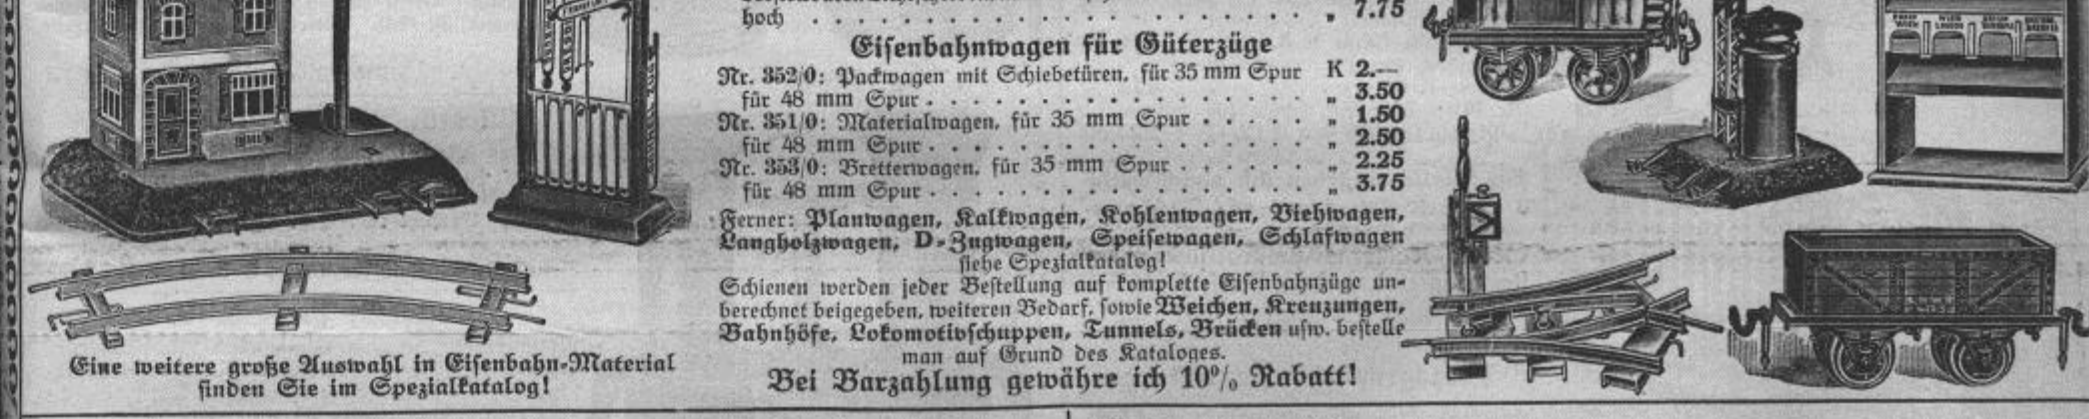 hoch . . . . . . . . . . . . . . . . . . . . „ 7.75
Eisenbahnwagen für Güterzüge
Nr. 352/0: Packwagen mit Schiebetüren, für 35 mm Spur K 2.—
für 48 mm Spur . . . . . . . . . . . . . . . . „ 3.50
Nr. 351/0: Materialwagen, für 35 mm Spur . . . . . „ 1.50
für 48 mm Spur . . . . . . . . . . . . . . . . „ 2.50
Nr. 353/0: Bretterwagen, für 35 mm Spur . . . . . . „ 2.25
für 48 mm Spur . . . . . . . . . . . . . . . . „ 3.75
Ferner: Planwagen, Kalkwagen, Kohlenwagen, Viehwagen,
Langholzwagen, D-Zugwagen, Speisewagen, Schlafwagen
siehe Spezialkatalog!
Schienen werden jeder Bestellung auf komplette Eisenbahnzüge un-
berechnet beigegeben, weiteren Bedarf, sowie Weichen, Kreuzungen,
Bahnhöfe, Lokomotivschuppen, Tunnels, Brücken usw. bestelle
man auf Grund des Kataloges.
Bei Barzahlung gewähre ich 10% Rabatt!
Eine weitere große Auswahl in Eisenbahn-Material
finden Sie im Spezialkatalog!